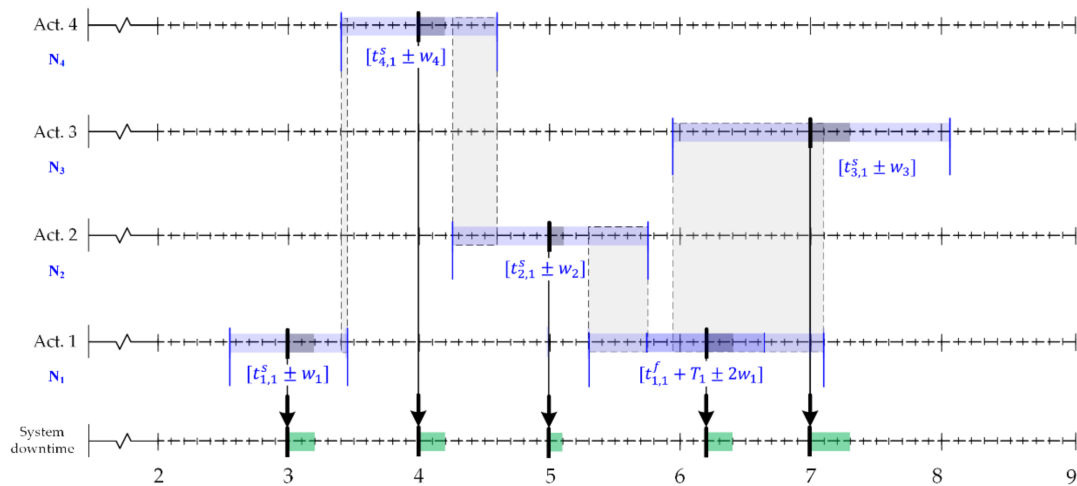 Act. 4
N₄
[t^s_{4,1} ± w₄]
Act. 3
N₃
[t^s_{3,1} ± w₃]
Act. 2
N₂
[t^s_{2,1} ± w₂]
Act. 1
N₁
[t^s_{1,1} ± w₁]
[t^f_{1,1} + T₁ ± 2w₁]
System
downtime
2 3 4 5 6 7 8 9